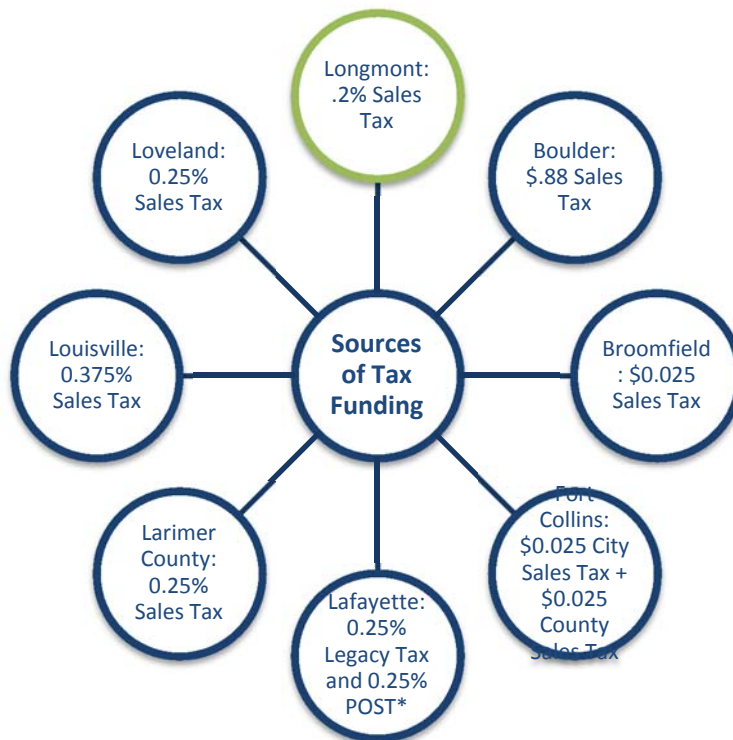 Longmont:
.2% Sales
Tax
Boulder:
$.88 Sales
Tax
Broomfield
: $0.025
Sales Tax
Fort
Collins:
$0.025 City
Sales Tax +
$0.025
County
Sales Tax
Lafayette:
0.25%
Legacy Tax
and 0.25%
POST*
Larimer
County:
0.25%
Sales Tax
Louisville:
0.375%
Sales Tax
Loveland:
0.25%
Sales Tax
Sources
of Tax
Funding